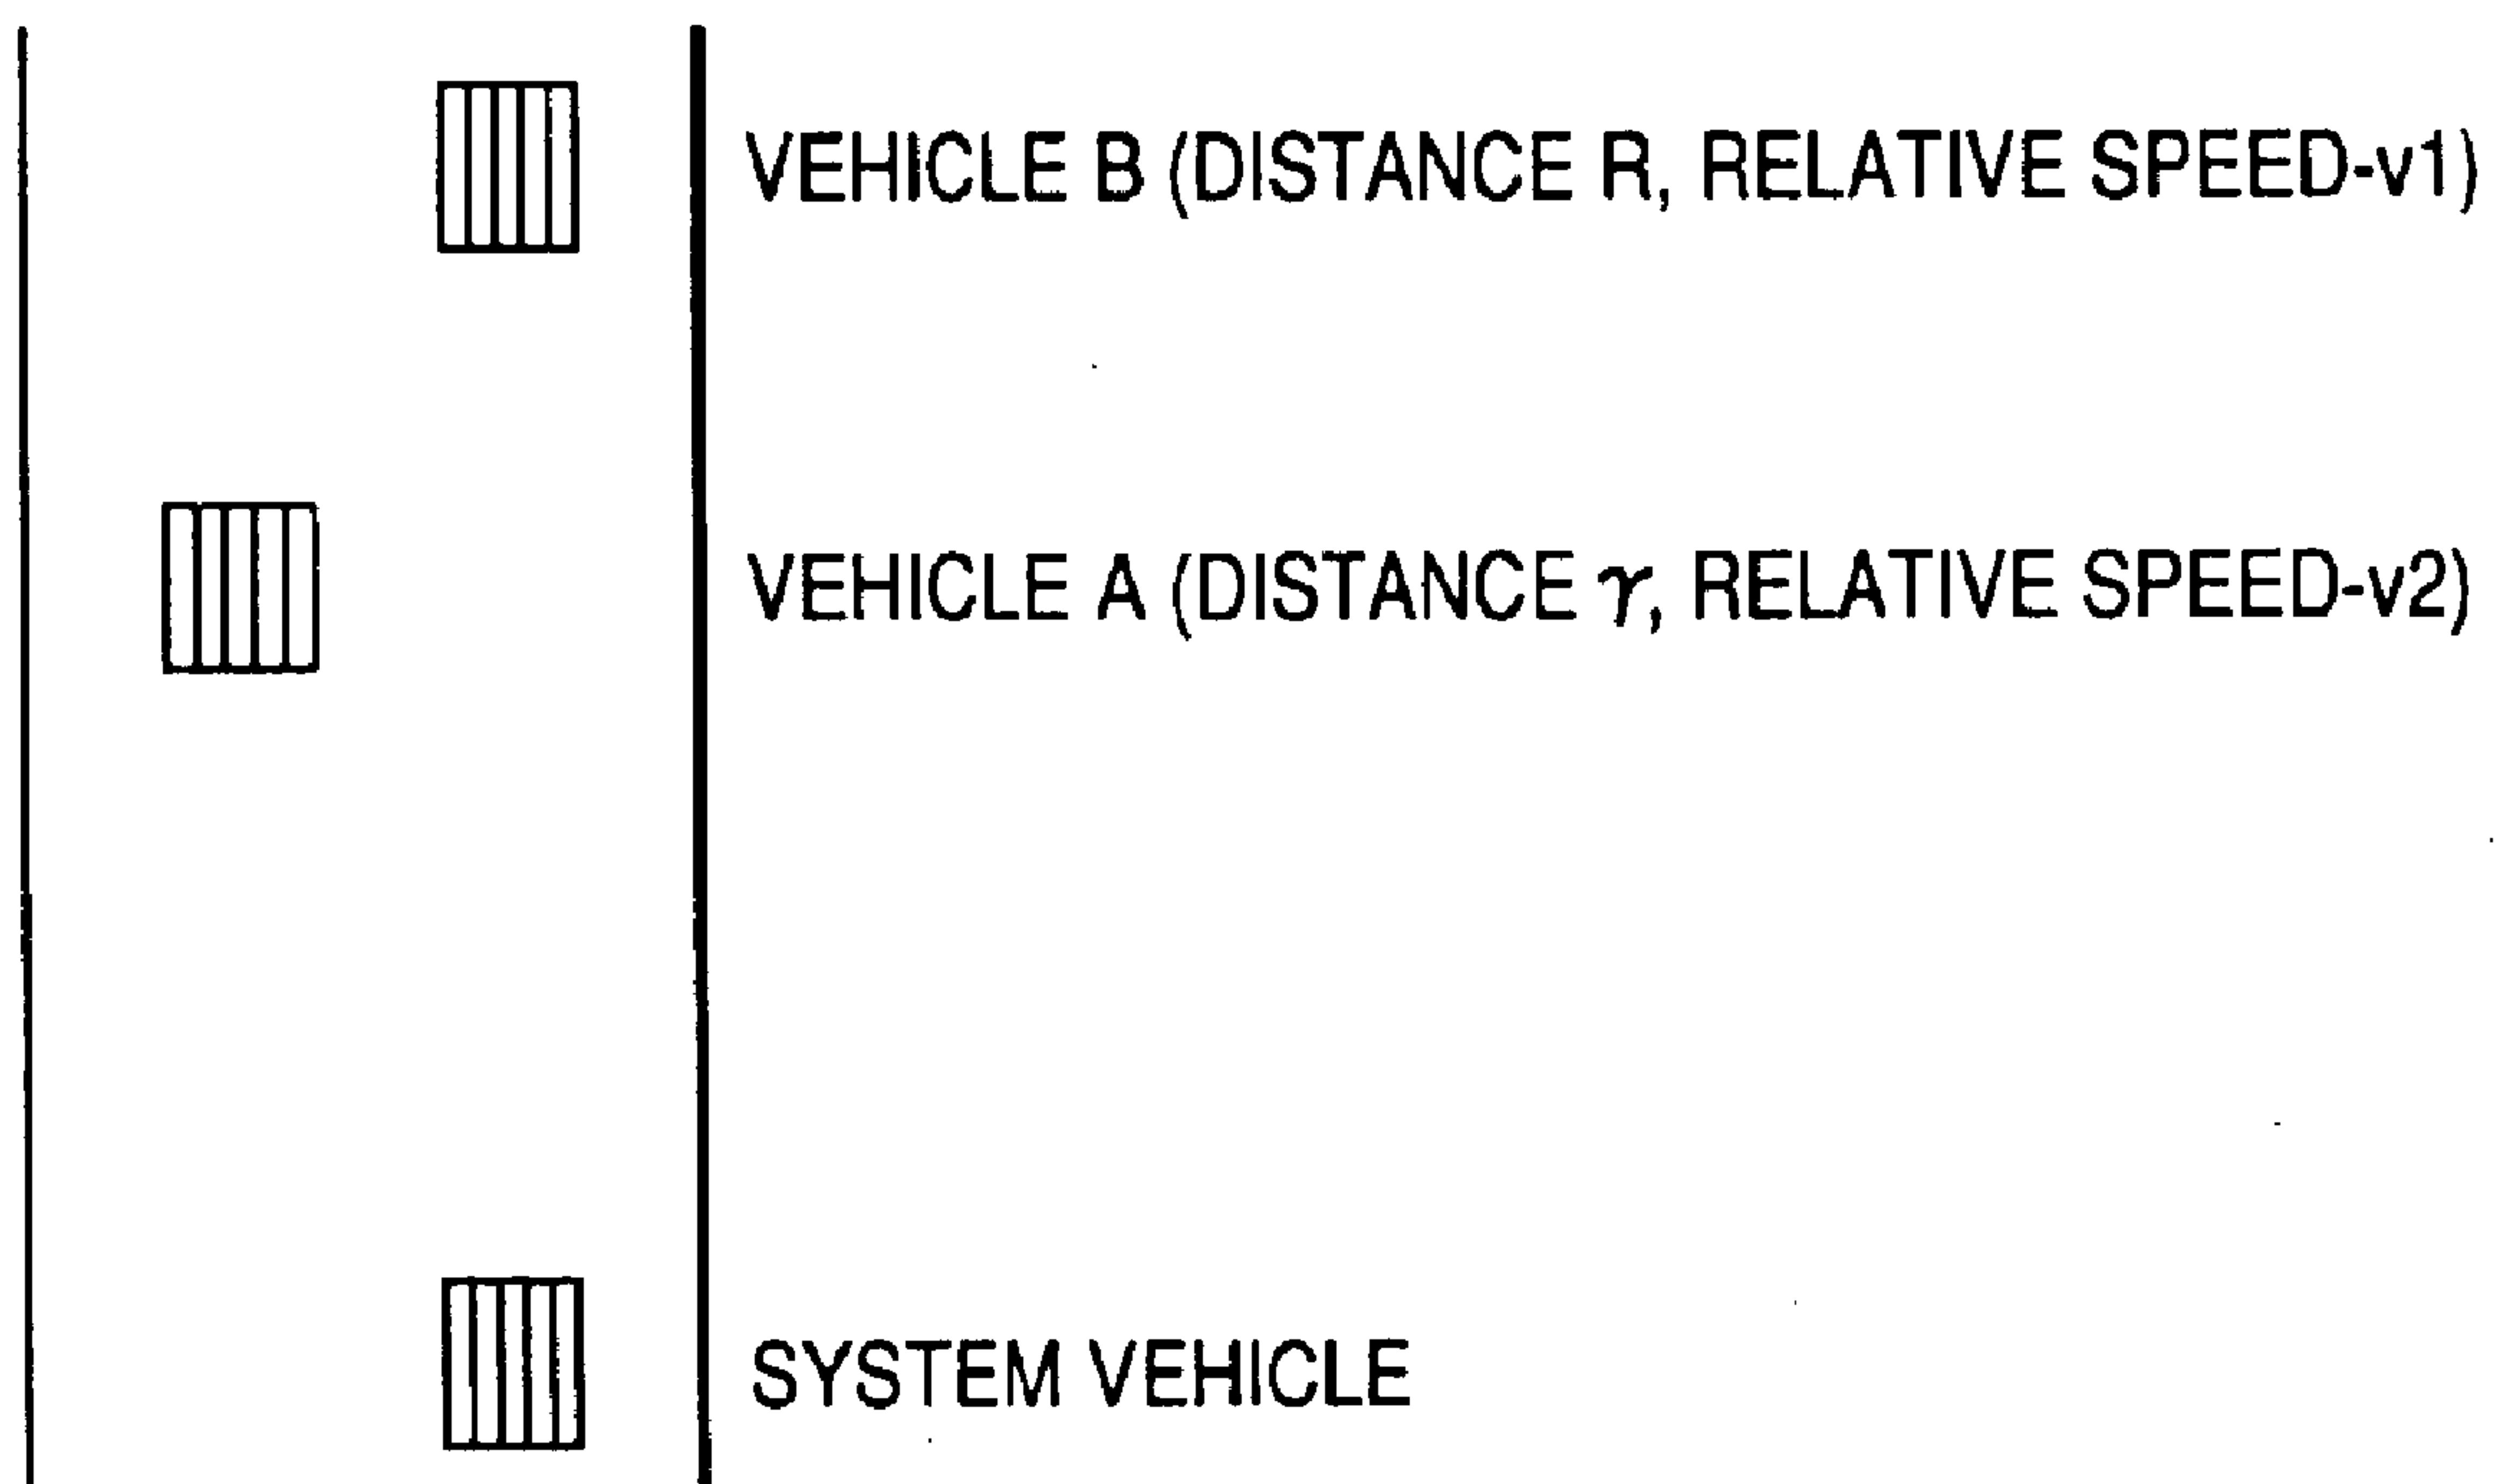 VEHICLE B (DISTANCE R, RELATIVE SPEED-v1)
VEHICLE A (DISTANCE γ, RELATIVE SPEED-v2)
SYSTEM VEHICLE